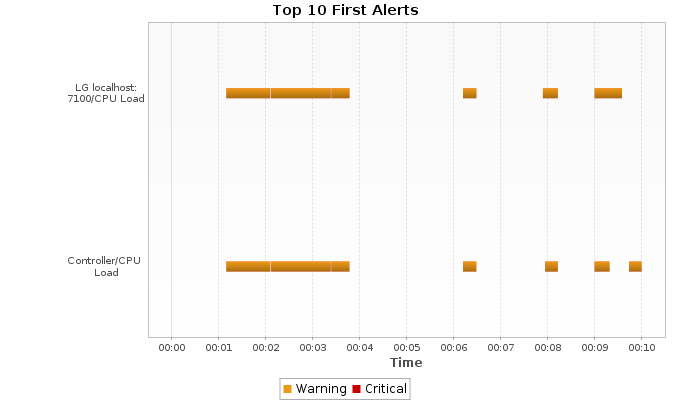 Top 10 First Alerts
LG localhost:
7100/CPU Load
Controller/CPU
Load
00:00 00:01 00:02 00:03 00:04 00:05 00:06 00:07 00:08 00:09 00:10
Time
Warning Critical